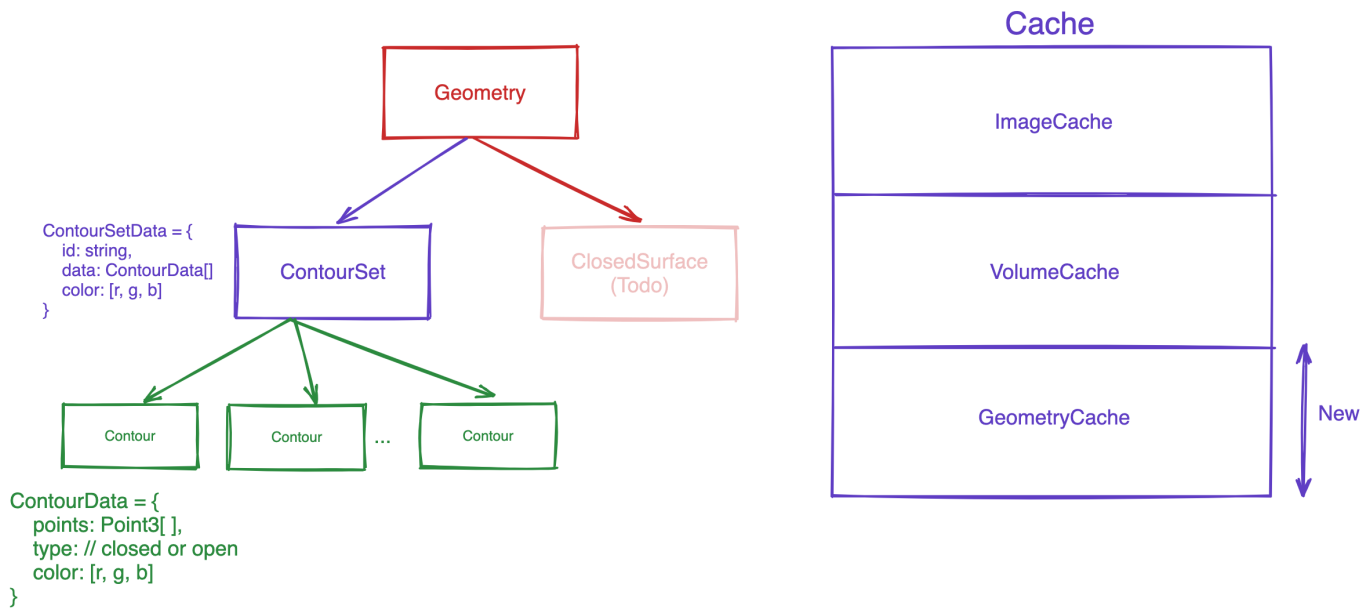 Geometry
ContourSetData = {
id: string,
data: ContourData[]
color: [r, g, b]
}
ContourSet
ClosedSurface
(Todo)
Contour
Contour
...
Contour
ContourData = {
points: Point3[ ],
type: // closed or open
color: [r, g, b]
}
Cache
ImageCache
VolumeCache
GeometryCache
New